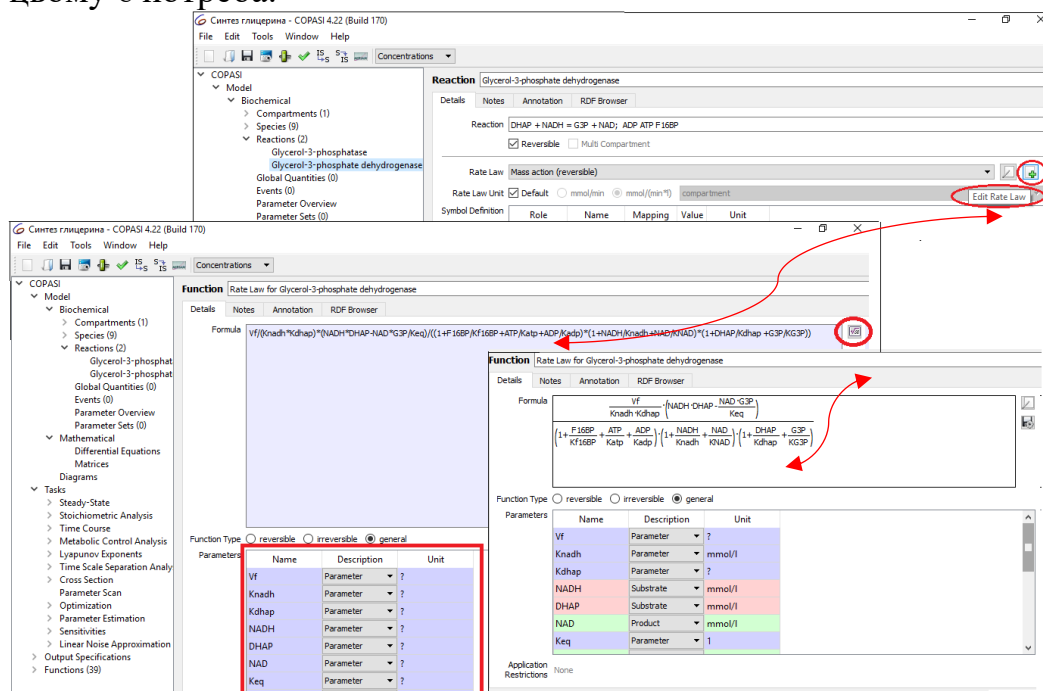 цьому є потреба.
Синтез глицерина - COPASI 4.22 (Build 170)
File Edit Tools Window Help
Concentrations
COPASI
Model
Biochemical
Compartments (1)
Species (9)
Reactions (2)
Glycerol-3-phosphatase
Glycerol-3-phosphate dehydrogenase
Global Quantities (0)
Events (0)
Parameter Overview
Parameter Sets (0)
Reaction Glycerol-3-phosphate dehydrogenase
Details Notes Annotation RDF Browser
Reaction DHAP + NADH = G3P + NAD; ADP ATP F16BP
Reversible Multi Compartment
Rate Law Mass action (reversible)
Rate Law Unit Default mmol/min mmol/(min*l) compartment
Edit Rate Law
Symbol Definition Role Name Mapping Value Unit
Синтез глицерина - COPASI 4.22 (Build 170)
File Edit Tools Window Help
Concentrations
COPASI
Model
Biochemical
Compartments (1)
Species (9)
Reactions (2)
Glycerol-3-phosphat
Glycerol-3-phosphat
Global Quantities (0)
Events (0)
Parameter Overview
Parameter Sets (0)
Mathematical
Differential Equations
Matrices
Diagrams
Tasks
Steady-State
Stoichiometric Analysis
Time Course
Metabolic Control Analysis
Lyapunov Exponents
Time Scale Separation Analy
Cross Section
Parameter Scan
Optimization
Parameter Estimation
Sensitivities
Linear Noise Approximation
Output Specifications
Functions (39)
Function Rate Law for Glycerol-3-phosphate dehydrogenase
Details Notes Annotation RDF Browser
Formula Vf/(Knadh*Kdhap)*(NADH*DHAP-NAD*G3P/Keq)/((1+F16BP/Kf16BP+ATP/Katp+ADP/Kadp)*(1+NADH/Knadh+NAD/KNAD)*(1+DHAP/Kdhap +G3P/KG3P))
Function Type reversible irreversible general
Parameters Name Description Unit
Vf Parameter ?
Knadh Parameter ?
Kdhap Parameter ?
NADH Parameter ?
DHAP Parameter ?
NAD Parameter ?
Keq Parameter ?
Function Rate Law for Glycerol-3-phosphate dehydrogenase
Details Notes Annotation RDF Browser
Formula
Vf NAD·G3P
Knadh·Kdhap ·(NADH·DHAP- Keq )
(1+ F16BP/Kf16BP + ATP/Katp + ADP/Kadp )·(1+ NADH/Knadh + NAD/KNAD )·(1+ DHAP/Kdhap + G3P/KG3P )
Function Type reversible irreversible general
Parameters Name Description Unit
Vf Parameter ?
Knadh Parameter mmol/l
Kdhap Parameter ?
NADH Substrate mmol/l
DHAP Substrate mmol/l
NAD Product mmol/l
Keq Parameter 1
Application
Restrictions None